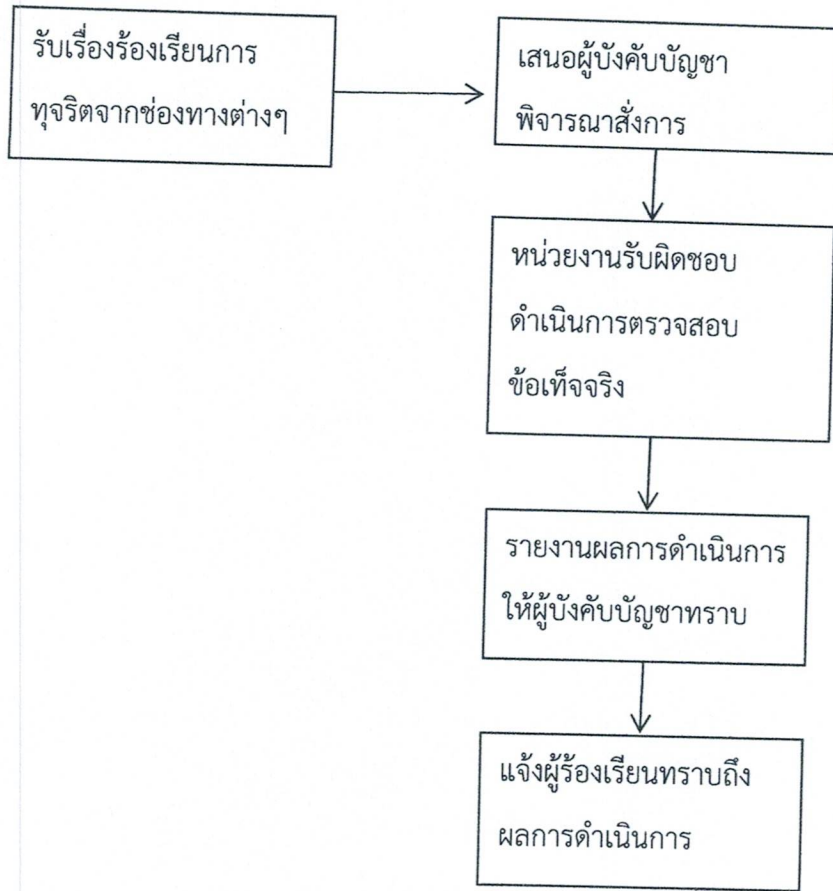 รับเรื่องร้องเรียนการ
ทุจริตจากช่องทางต่างๆ
เสนอผู้บังคับบัญชา
พิจารณาสั่งการ
หน่วยงานรับผิดชอบ
ดำเนินการตรวจสอบ
ข้อเท็จจริง
รายงานผลการดำเนินการ
ให้ผู้บังคับบัญชาทราบ
แจ้งผู้ร้องเรียนทราบถึง
ผลการดำเนินการ